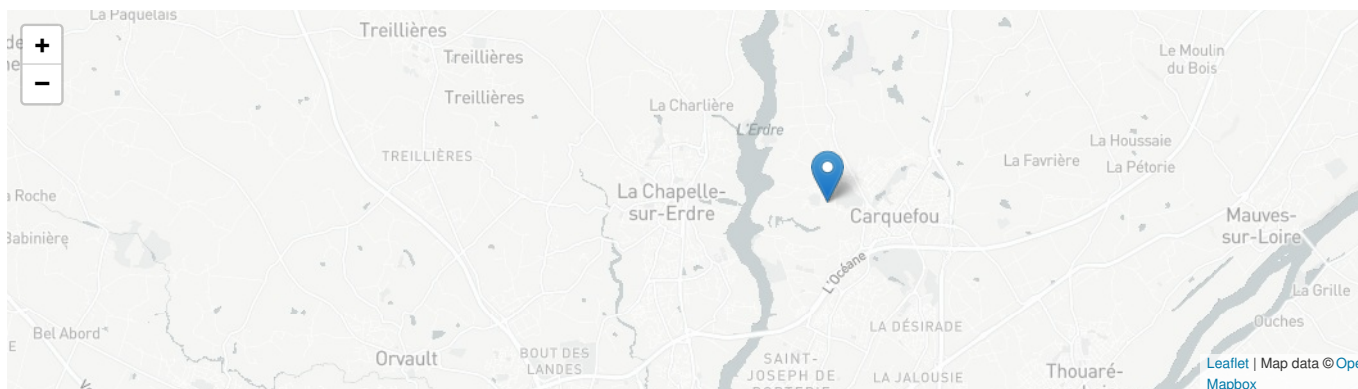 La Paquelais
Treillières
+
Treillières
Le Moulin
du Bois
−
Treillières
La Charlière
L'Erdre
La Houssaie
TREILLIÈRES
La Favrière
La Pétorie
La Chapelle-
sur-Erdre
Roche
Carquefou
Mauves-
sur-Loire
Babinière
L'Océane
La Grille
Ouches
Bel Abord
LA DÉSIRADE
Orvault
BOUT DES
LANDES
SAINT-
JOSEPH DE
LA JALOUSIE
Thouaré-
Leaflet | Map data © Ope
Mapbox